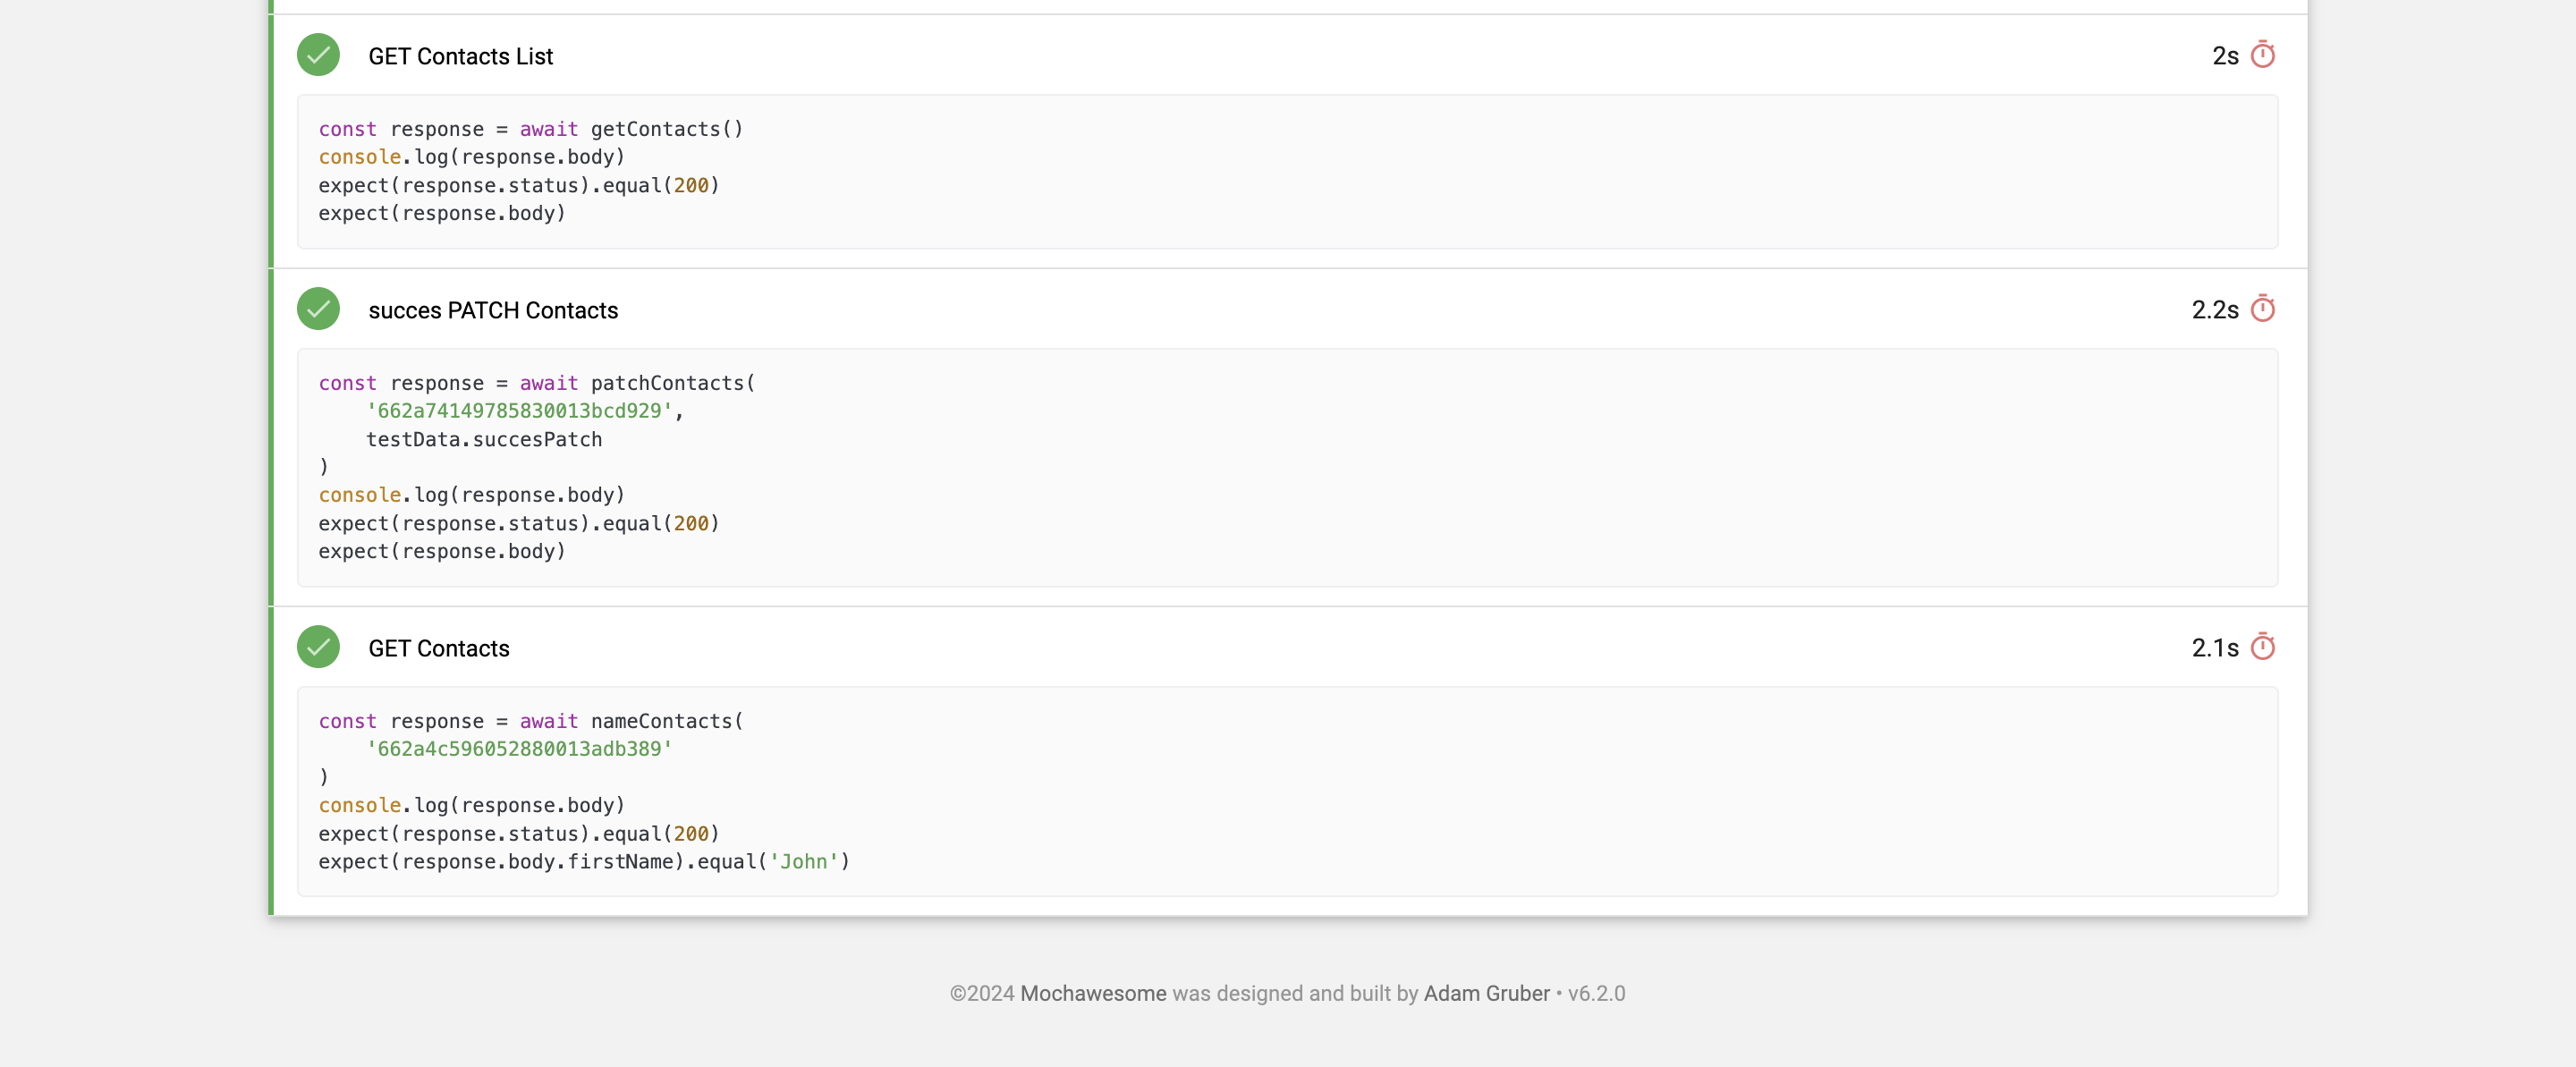 GET Contacts List 2s
const response = await getContacts()
console.log(response.body)
expect(response.status).equal(200)
expect(response.body)
succes PATCH Contacts 2.2s
const response = await patchContacts(
    '662a74149785830013bcd929',
    testData.succesPatch
)
console.log(response.body)
expect(response.status).equal(200)
expect(response.body)
GET Contacts 2.1s
const response = await nameContacts(
    '662a4c596052880013adb389'
)
console.log(response.body)
expect(response.status).equal(200)
expect(response.body.firstName).equal('John')
©2024 Mochawesome was designed and built by Adam Gruber • v6.2.0